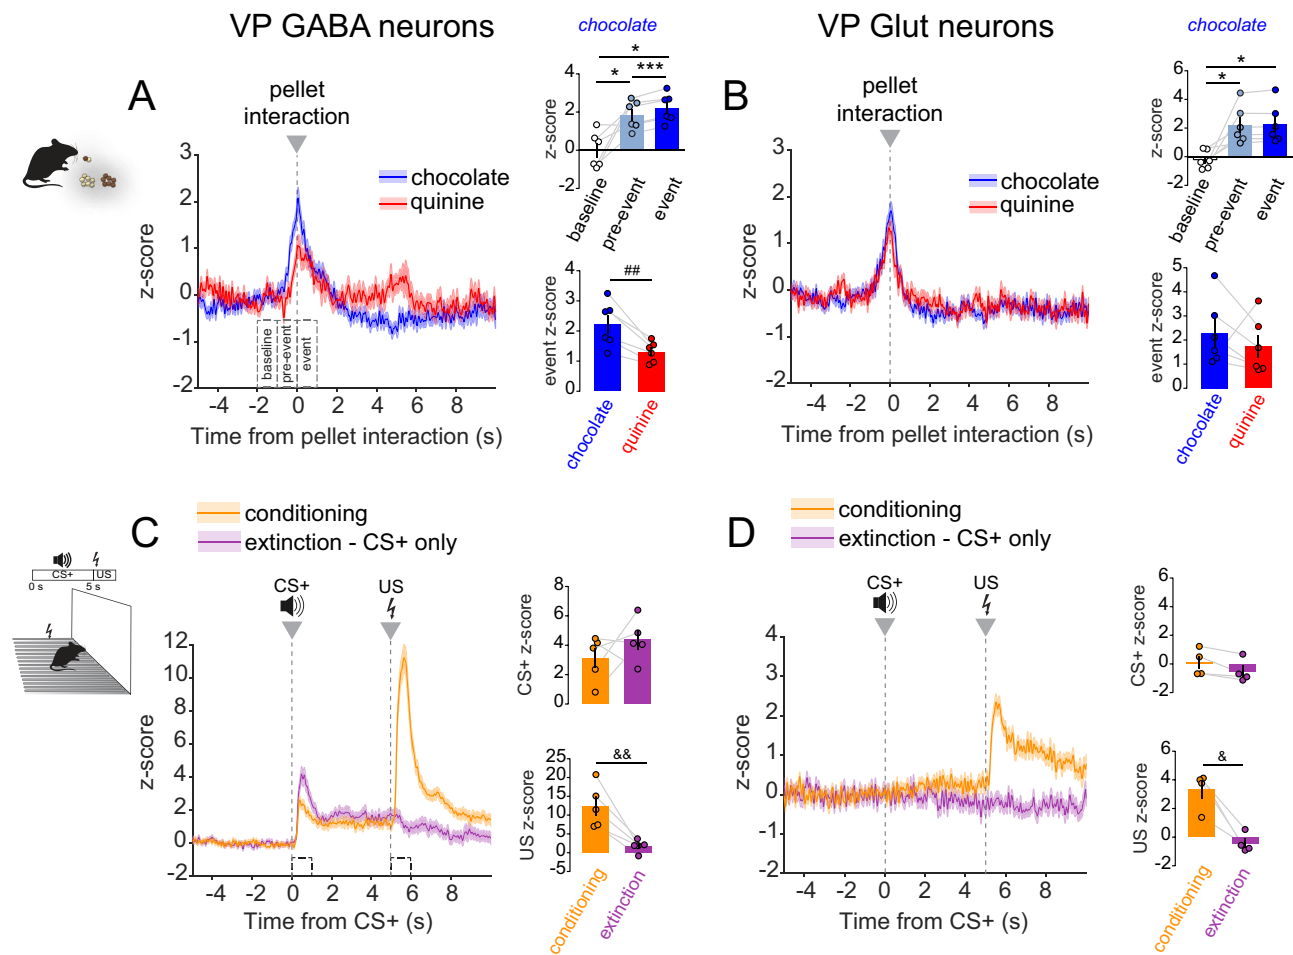 VP GABA neurons
chocolate
VP Glut neurons
chocolate
A
pellet
interaction
chocolate
quinine
z-score
3
2
1
0
-1
-2
baseline
pre-event
event
-4
-2
0
2
4
6
8
Time from pellet interaction (s)
z-score
4
2
0
-2
*
*
***
baseline
pre-event
event
event z-score
4
3
2
1
0
##
chocolate
quinine
B
pellet
interaction
chocolate
quinine
z-score
3
2
1
0
-1
-2
-4
-2
0
2
4
6
8
Time from pellet interaction (s)
z-score
6
4
2
0
-2
*
*
baseline
pre-event
event
event z-score
5
4
3
2
1
0
chocolate
quinine
CS+
US
0 s
5 s
C
conditioning
extinction - CS+ only
CS+
US
z-score
12
10
8
6
4
2
0
-2
-4
-2
0
2
4
6
8
Time from CS+ (s)
CS+ z-score
8
6
4
2
0
US z-score
25
20
15
10
5
0
-5
&&
conditioning
extinction
D
conditioning
extinction - CS+ only
CS+
US
z-score
4
3
2
1
0
-1
-2
-4
-2
0
2
4
6
8
Time from CS+ (s)
CS+ z-score
6
4
2
0
-2
US z-score
6
4
2
0
-2
&
conditioning
extinction